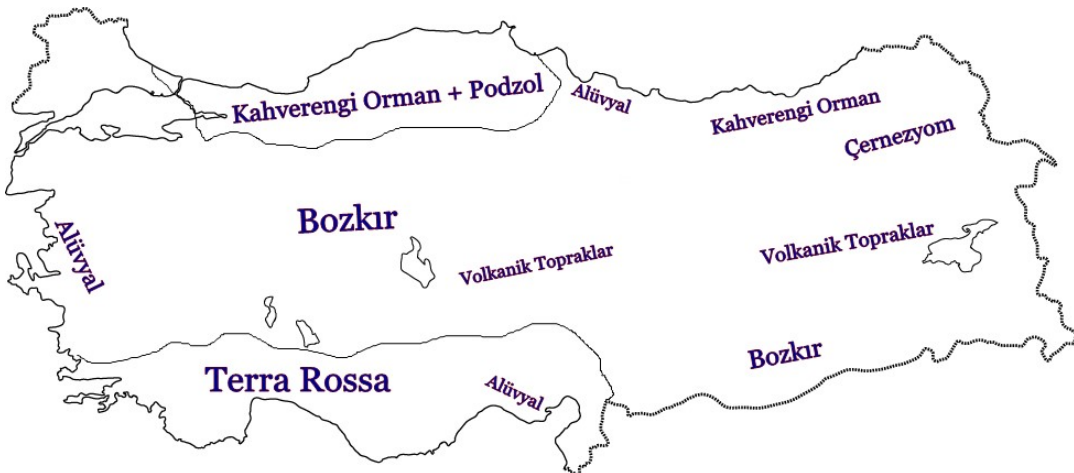 Kahverengi Orman + Podzol
Alüvyal
Kahverengi Orman
Çernezyom
Bozkır
Alüvyal
Volkanik Topraklar
Volkanik Topraklar
Bozkır
Terra Rossa
Alüvyal